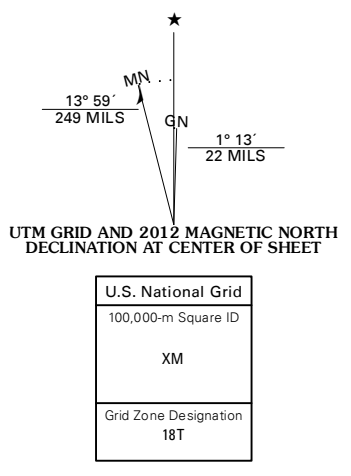 ★
MN
13° 59´
249 MILS
GN
1° 13´
22 MILS
UTM GRID AND 2012 MAGNETIC NORTH
DECLINATION AT CENTER OF SHEET
U.S. National Grid
100,000-m Square ID
XM
Grid Zone Designation
18T